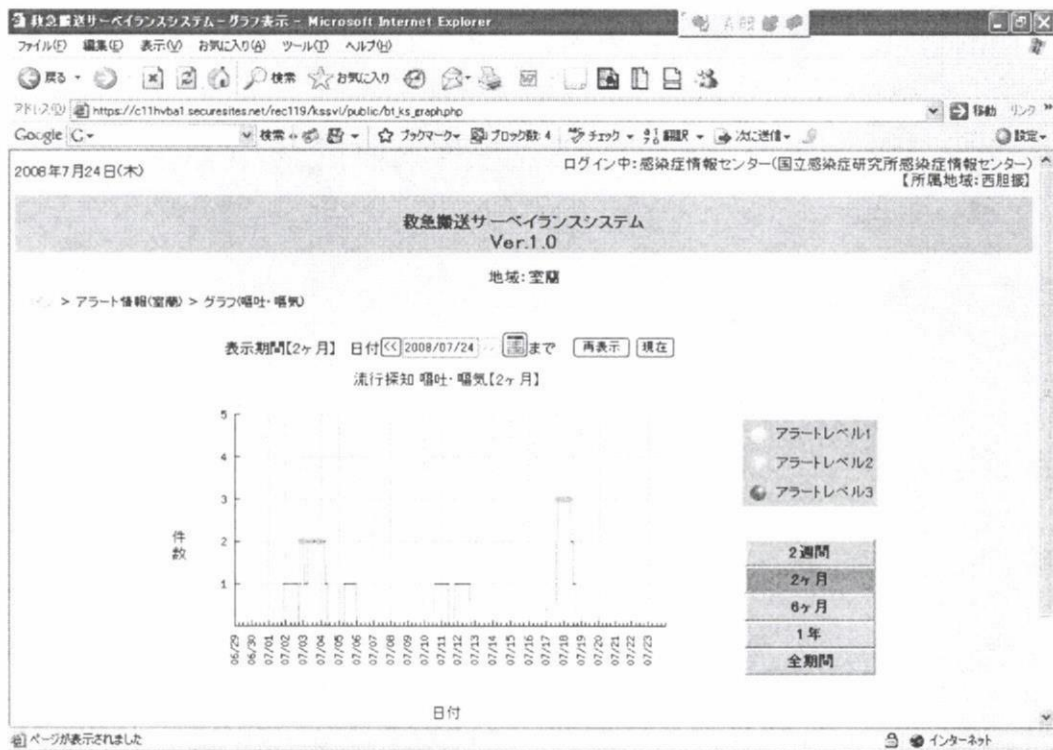 救急搬送サーベイランスシステム-グラフ表示 - Microsoft Internet Explorer
ファイル(F) 編集(E) 表示(V) お気に入り(A) ツール(T) ヘルプ(H)
戻る 検索 お気に入り
アドレス(D) https://c11hvba1.securesites.net/rec119/kssvl/public/bt_ks_graph.php 移動 リンク »
Google 検索 ブックマーク ブロック数: 4 チェック 翻訳 次に送信 設定
2008年7月24日(木)
ログイン中:感染症情報センター(国立感染症研究所感染症情報センター)
【所属地域:西胆振】
救急搬送サーベイランスシステム
Ver.1.0
地域:室蘭
> アラート情報(室蘭) > グラフ(嘔吐・嘔気)
表示期間【2ヶ月】 日付 << 2008/07/24 まで 再表示 現在
流行探知 嘔吐・嘔気【2ヶ月】
5
4
3
2
1
件数
06/29 06/30 07/01 07/02 07/03 07/04 07/05 07/06 07/07 07/08 07/09 07/10 07/11 07/12 07/13 07/14 07/15 07/16 07/17 07/18 07/19 07/20 07/21 07/22 07/23
日付
アラートレベル1
アラートレベル2
アラートレベル3
2週間
2ヶ月
6ヶ月
1年
全期間
ページが表示されました
インターネット